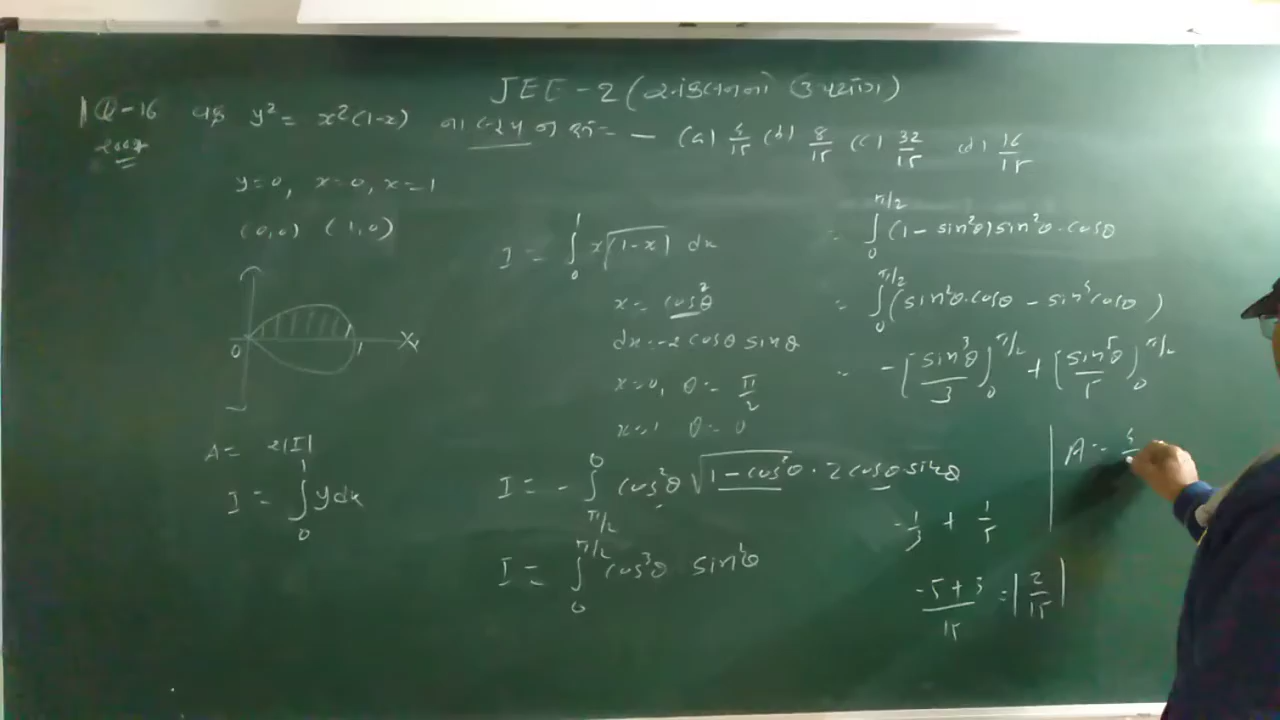 JEE-2 (
Q-16 y² = x²(1-x) — (a) 4/15 (b) 8/15 (c) 32/15 (d) 16/15
y=0, x=0, x=1
(0,0) (1,0)
0 1 X
A = 2|I|
I = ∫₀¹ y dx
I = ∫₀¹ x√(1-x) dx
x = cos²θ
dx = -2 cosθ sinθ
x=0, θ = π/2
x=1 θ = 0
I = - ∫_{π/2}^{0} cos²θ √(1-cos²θ) · 2 cosθ sinθ
I = ∫₀^{π/2} cos³θ sin²θ
= ∫₀^{π/2} (1 - sin²θ) sin²θ · cosθ
= ∫₀^{π/2} (sin²θ·cosθ - sin⁴cosθ)
= -[sin³θ/3]₀^{π/2} + [sin⁵θ/5]₀^{π/2}
-1/3 + 1/5
(-5+3)/15 = |2/15|
A =